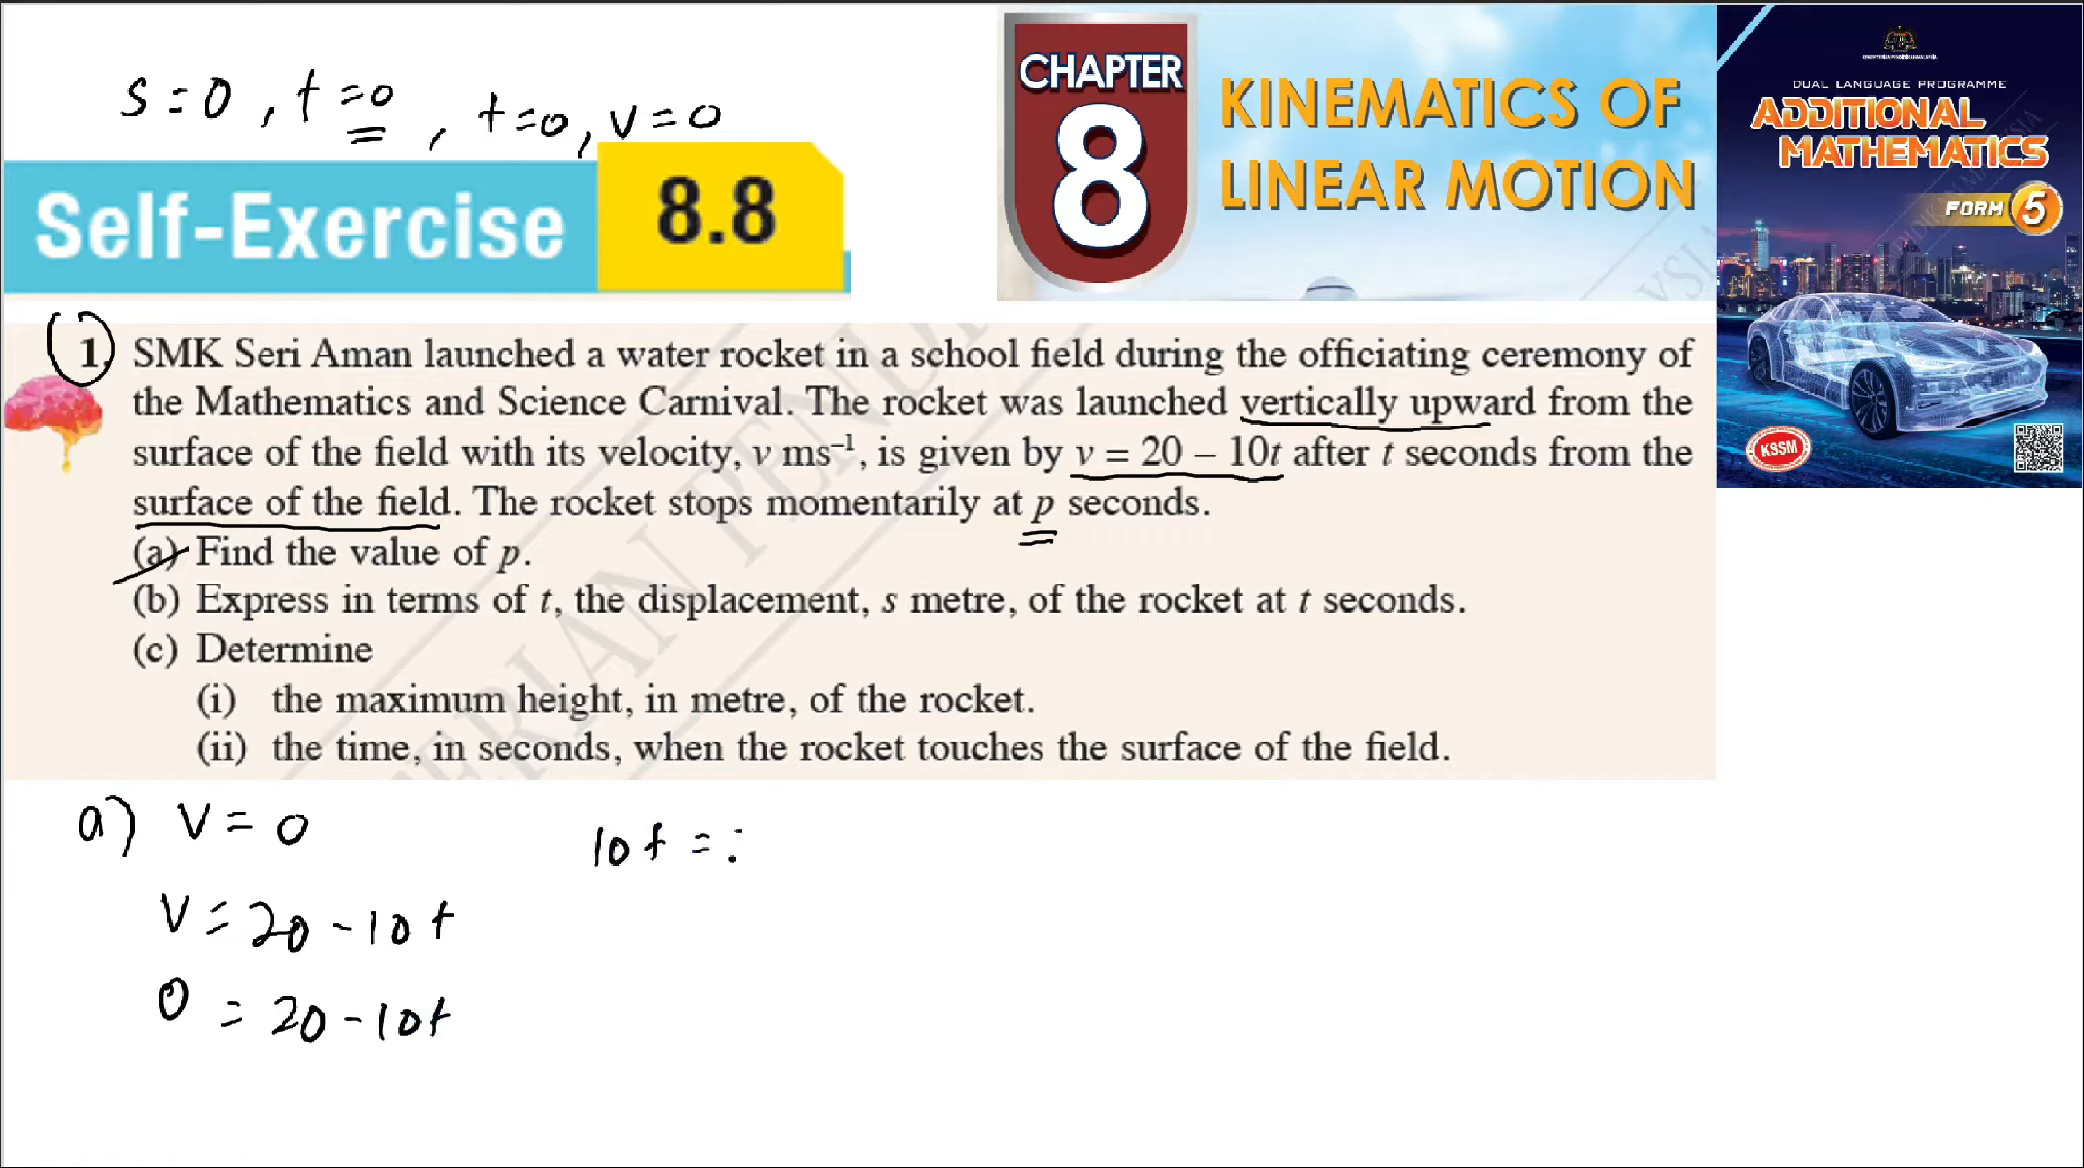 s = 0 , t = 0 , t = 0 , v = 0
Self-Exercise 8.8
CHAPTER
8
KINEMATICS OF
LINEAR MOTION
KEMENTERIAN PENDIDIKAN MALAYSIA
DUAL LANGUAGE PROGRAMME
ADDITIONAL
MATHEMATICS
FORM 5
KSSM
1. SMK Seri Aman launched a water rocket in a school field during the officiating ceremony of
the Mathematics and Science Carnival. The rocket was launched vertically upward from the
surface of the field with its velocity, v ms⁻¹, is given by v = 20 – 10t after t seconds from the
surface of the field. The rocket stops momentarily at p seconds.
(a) Find the value of p.
(b) Express in terms of t, the displacement, s metre, of the rocket at t seconds.
(c) Determine
(i) the maximum height, in metre, of the rocket.
(ii) the time, in seconds, when the rocket touches the surface of the field.
a) v = 0
v = 20 - 10t
0 = 20 - 10t
10t =